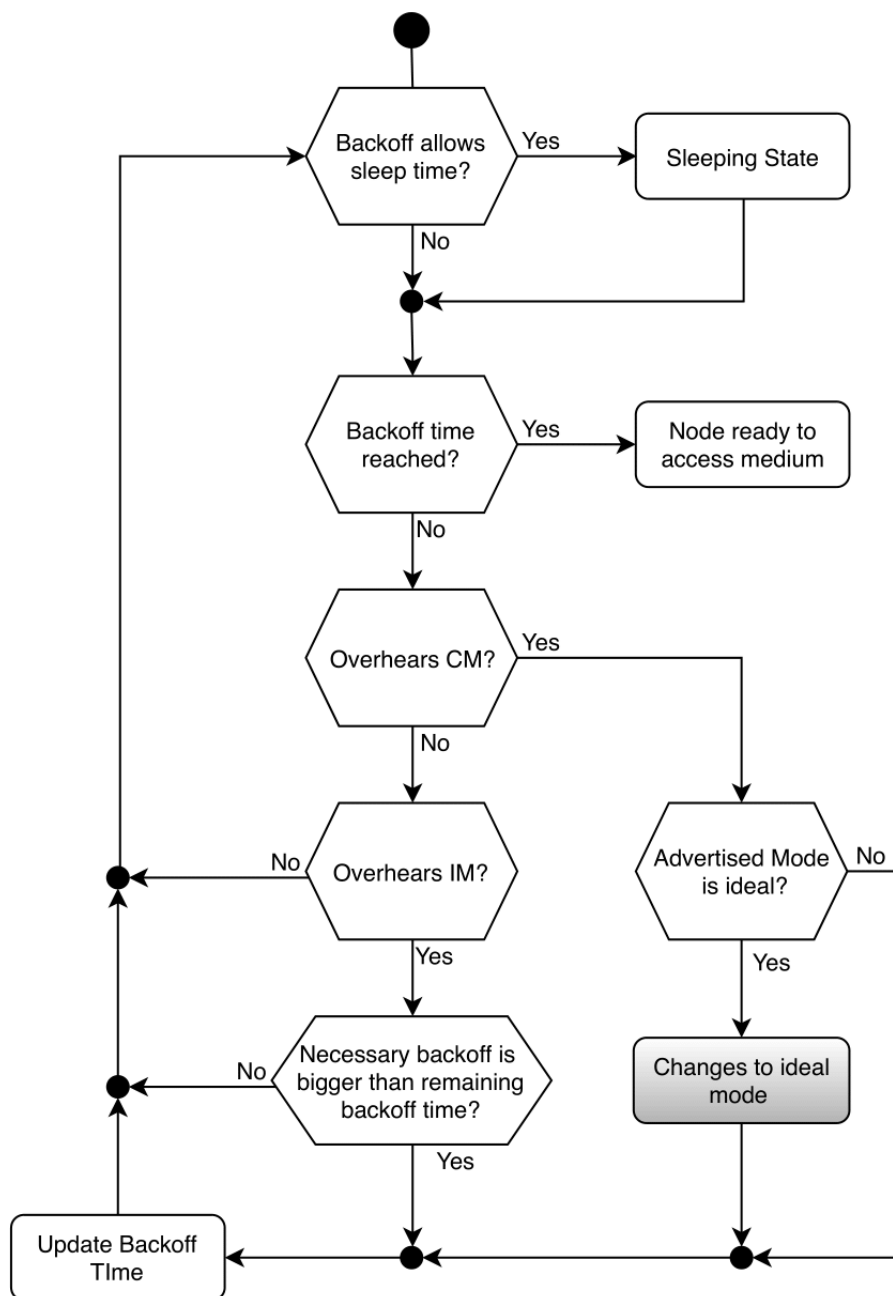 Backoff allows
sleep time?
Yes
Sleeping State
No
Backoff time
reached?
Yes
Node ready to
access medium
No
Overhears CM?
Yes
No
No
Overhears IM?
Advertised Mode
is ideal?
No
Yes
Yes
No
Necessary backoff is
bigger than remaining
backoff time?
Changes to ideal
mode
Yes
Update Backoff
TIme